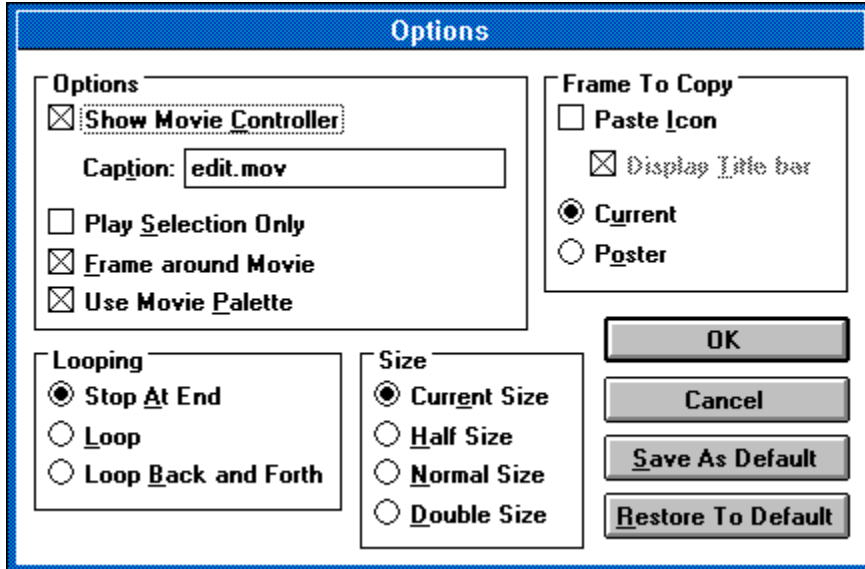 Options
Options
Show Movie Controller
Caption: edit.mov
Play Selection Only
Frame around Movie
Use Movie Palette
Frame To Copy
Paste Icon
Display Title bar
Current
Poster
Looping
Stop At End
Loop
Loop Back and Forth
Size
Current Size
Half Size
Normal Size
Double Size
OK
Cancel
Save As Default
Restore To Default